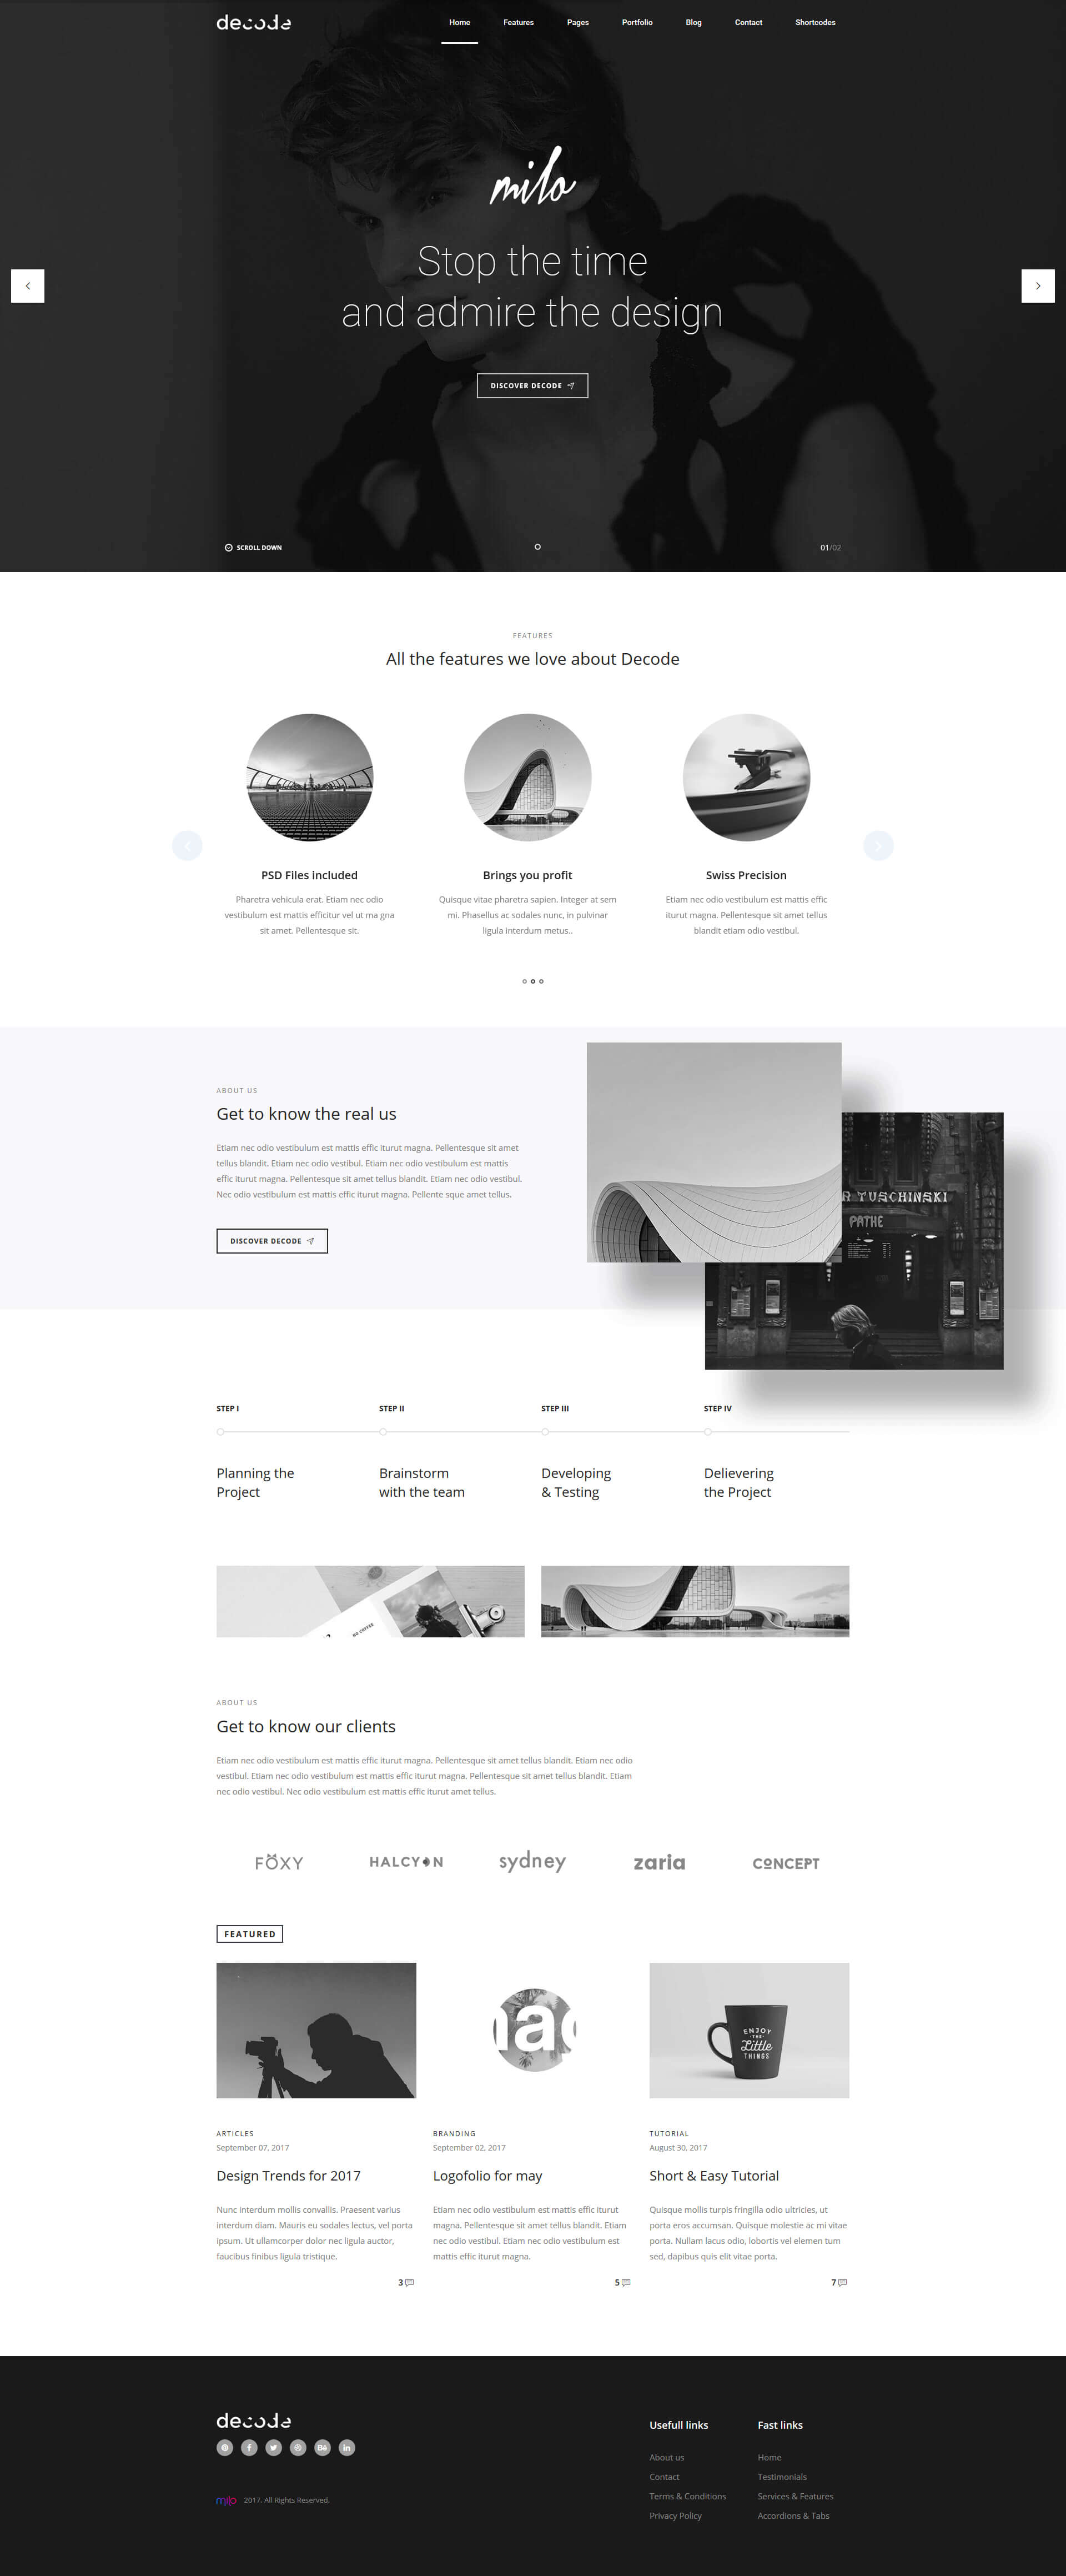 decode
Home Features Pages Portfolio Blog Contact Shortcodes
milo
Stop the time
and admire the design
DISCOVER DECODE
SCROLL DOWN
01/02
FEATURES
All the features we love about Decode
PSD Files included
Pharetra vehicula erat. Etiam nec odio
vestibulum est mattis efficitur vel ut ma gna
sit amet. Pellentesque sit.
Brings you profit
Quisque vitae pharetra sapien. Integer at sem
mi. Phasellus ac sodales nunc, in pulvinar
ligula interdum metus..
Swiss Precision
Etiam nec odio vestibulum est mattis effic
iturut magna. Pellentesque sit amet tellus
blandit etiam odio vestibul.
ABOUT US
Get to know the real us
Etiam nec odio vestibulum est mattis effic iturut magna. Pellentesque sit amet
tellus blandit. Etiam nec odio vestibul. Etiam nec odio vestibulum est mattis
effic iturut magna. Pellentesque sit amet tellus blandit. Etiam nec odio vestibul.
Nec odio vestibulum est mattis effic iturut magna. Pellente sque amet tellus.
DISCOVER DECODE
R TUSCHINSKI
PATHE
STEP I
STEP II
STEP III
STEP IV
Planning the
Project
Brainstorm
with the team
Developing
& Testing
Delievering
the Project
NO COFFEE
ABOUT US
Get to know our clients
Etiam nec odio vestibulum est mattis effic iturut magna. Pellentesque sit amet tellus blandit. Etiam nec odio
vestibul. Etiam nec odio vestibulum est mattis effic iturut magna. Pellentesque sit amet tellus blandit. Etiam
nec odio vestibul. Nec odio vestibulum est mattis effic iturut amet tellus.
FÖXY
HALCYON
sydney
zaria
CONCEPT
FEATURED
ENJOY
THE
Little
THINGS
ARTICLES
September 07, 2017
Design Trends for 2017
Nunc interdum mollis convallis. Praesent varius
interdum diam. Mauris eu sodales lectus, vel porta
ipsum. Ut ullamcorper dolor nec ligula auctor,
faucibus finibus ligula tristique.
3
BRANDING
September 02, 2017
Logofolio for may
Etiam nec odio vestibulum est mattis effic iturut
magna. Pellentesque sit amet tellus blandit. Etiam
nec odio vestibul. Etiam nec odio vestibulum est
mattis effic iturut magna.
5
TUTORIAL
August 30, 2017
Short & Easy Tutorial
Quisque mollis turpis fringilla odio ultricies, ut
porta eros accumsan. Quisque molestie ac mi vitae
porta. Nullam lacus odio, lobortis vel elemen tum
sed, dapibus quis elit vitae porta.
7
decode
milo 2017. All Rights Reserved.
Usefull links
About us
Contact
Terms & Conditions
Privacy Policy
Fast links
Home
Testimonials
Services & Features
Accordions & Tabs